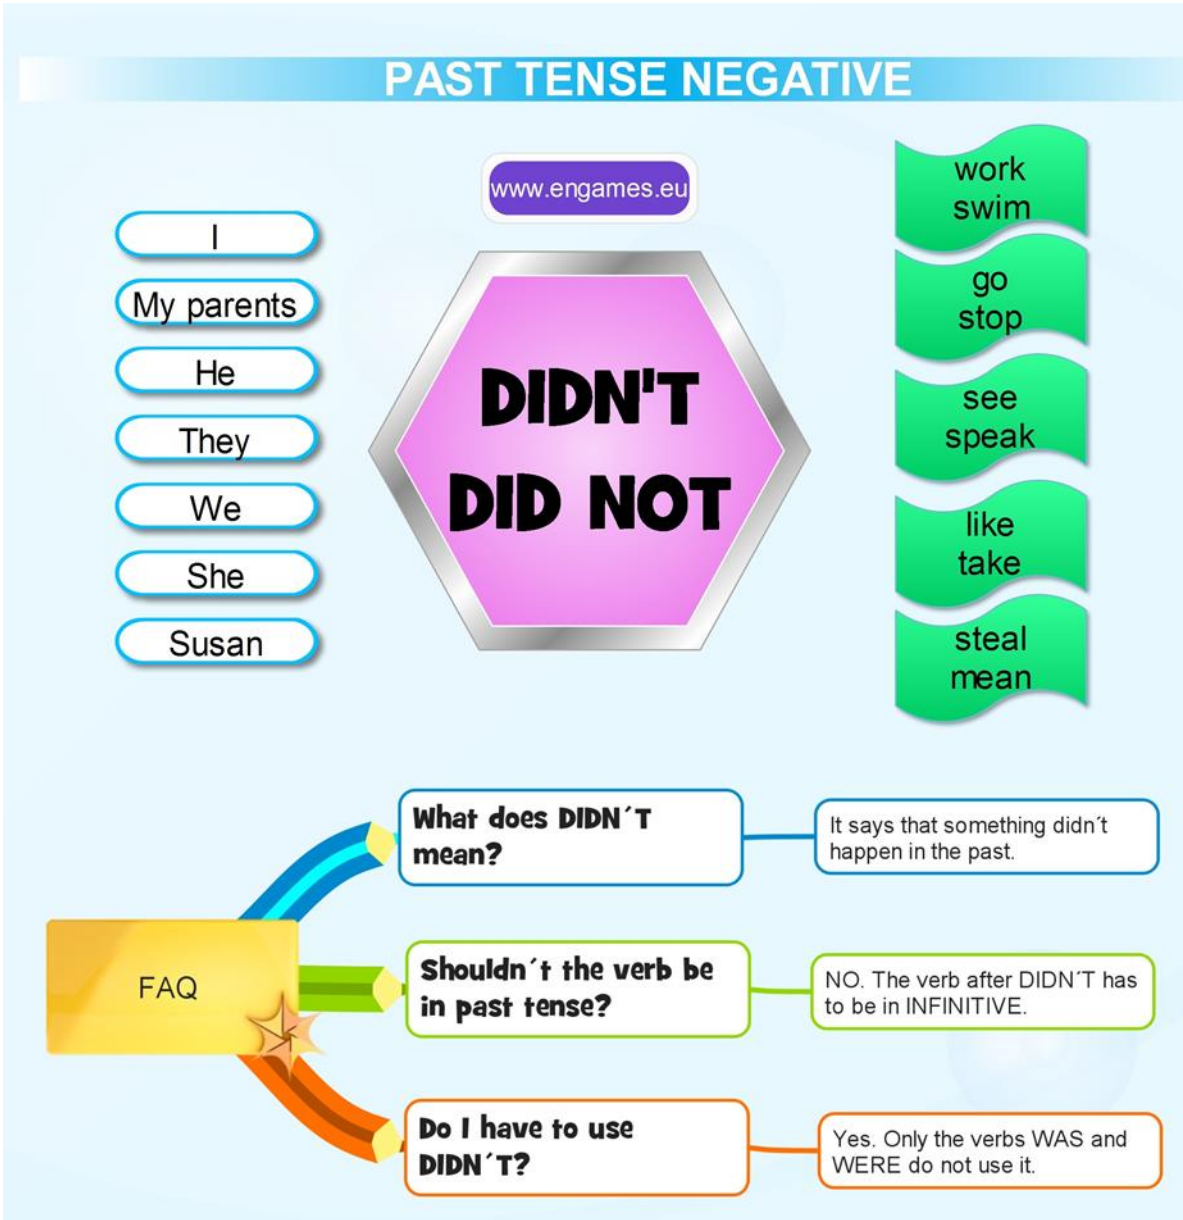 PAST TENSE NEGATIVE
www.engames.eu
I
My parents
He
They
We
She
Susan
DIDN'T
DID NOT
work
swim
go
stop
see
speak
like
take
steal
mean
FAQ
What does DIDN´T
mean?
It says that something didn´t
happen in the past.
Shouldn´t the verb be
in past tense?
NO. The verb after DIDN´T has
to be in INFINITIVE.
Do I have to use
DIDN´T?
Yes. Only the verbs WAS and
WERE do not use it.